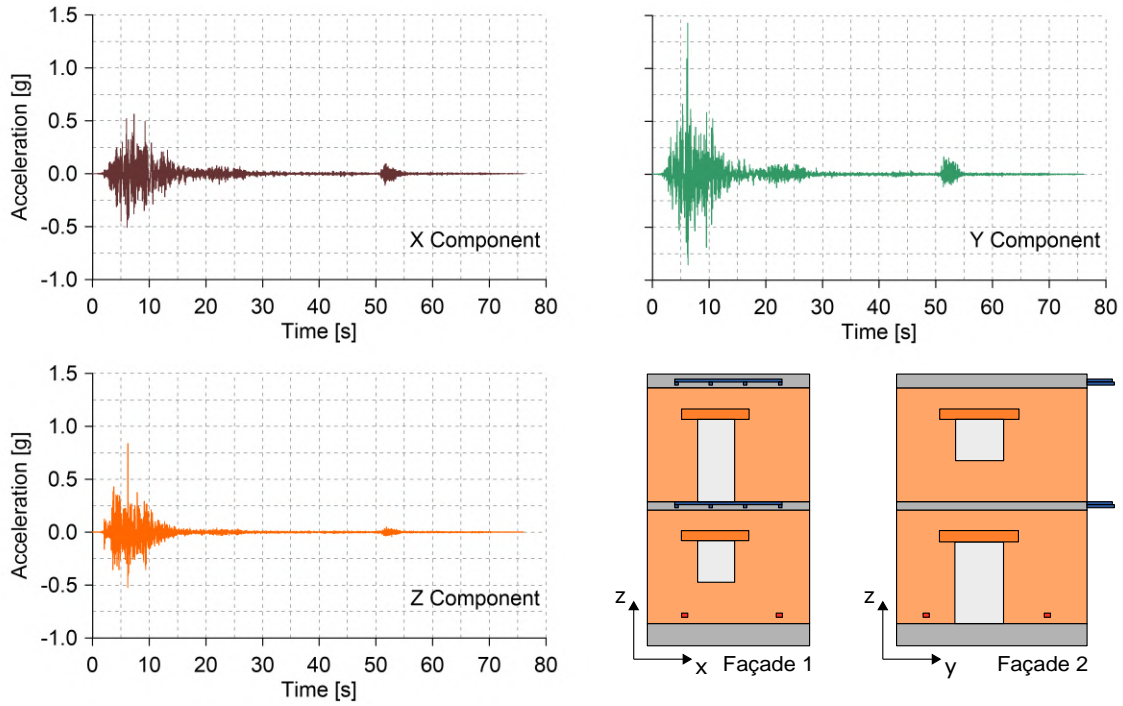 1.5
1.0
0.5
0.0
-0.5
-1.0
Acceleration [g]
X Component
0 10 20 30 40 50 60 70 80
Time [s]
Y Component
0 10 20 30 40 50 60 70 80
Time [s]
1.5
1.0
0.5
0.0
-0.5
-1.0
Acceleration [g]
Z Component
0 10 20 30 40 50 60 70 80
Time [s]
z
x Façade 1
z
y Façade 2